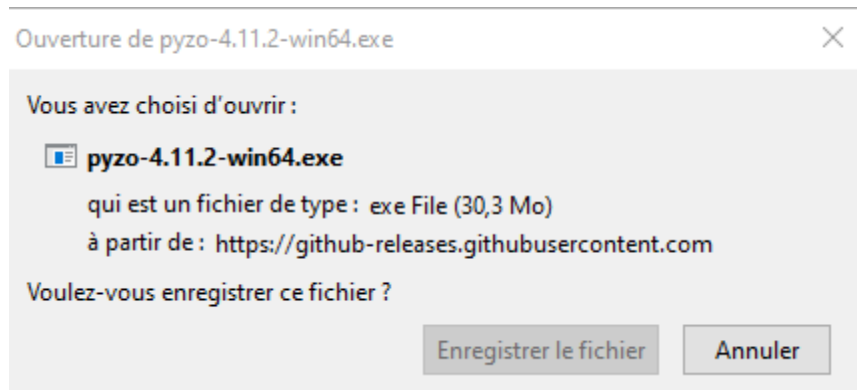 Ouverture de pyzo-4.11.2-win64.exe
Vous avez choisi d’ouvrir :
pyzo-4.11.2-win64.exe
qui est un fichier de type : exe File (30,3 Mo)
à partir de : https://github-releases.githubusercontent.com
Voulez-vous enregistrer ce fichier ?
Enregistrer le fichier Annuler